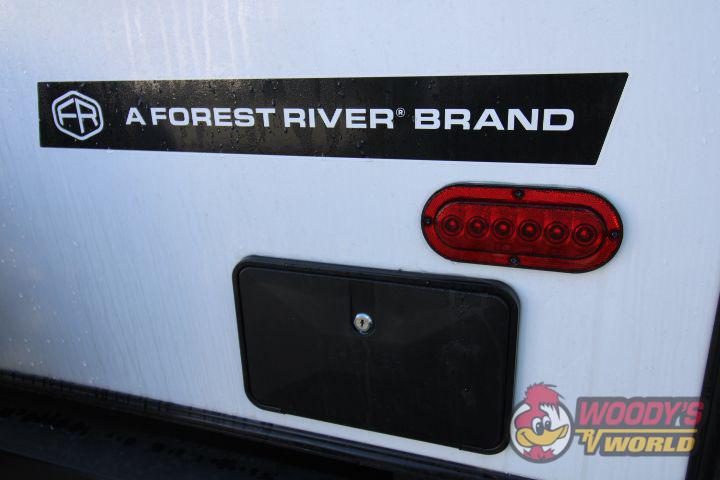 FR A FOREST RIVER® BRAND
WOODY'S
RV WORLD